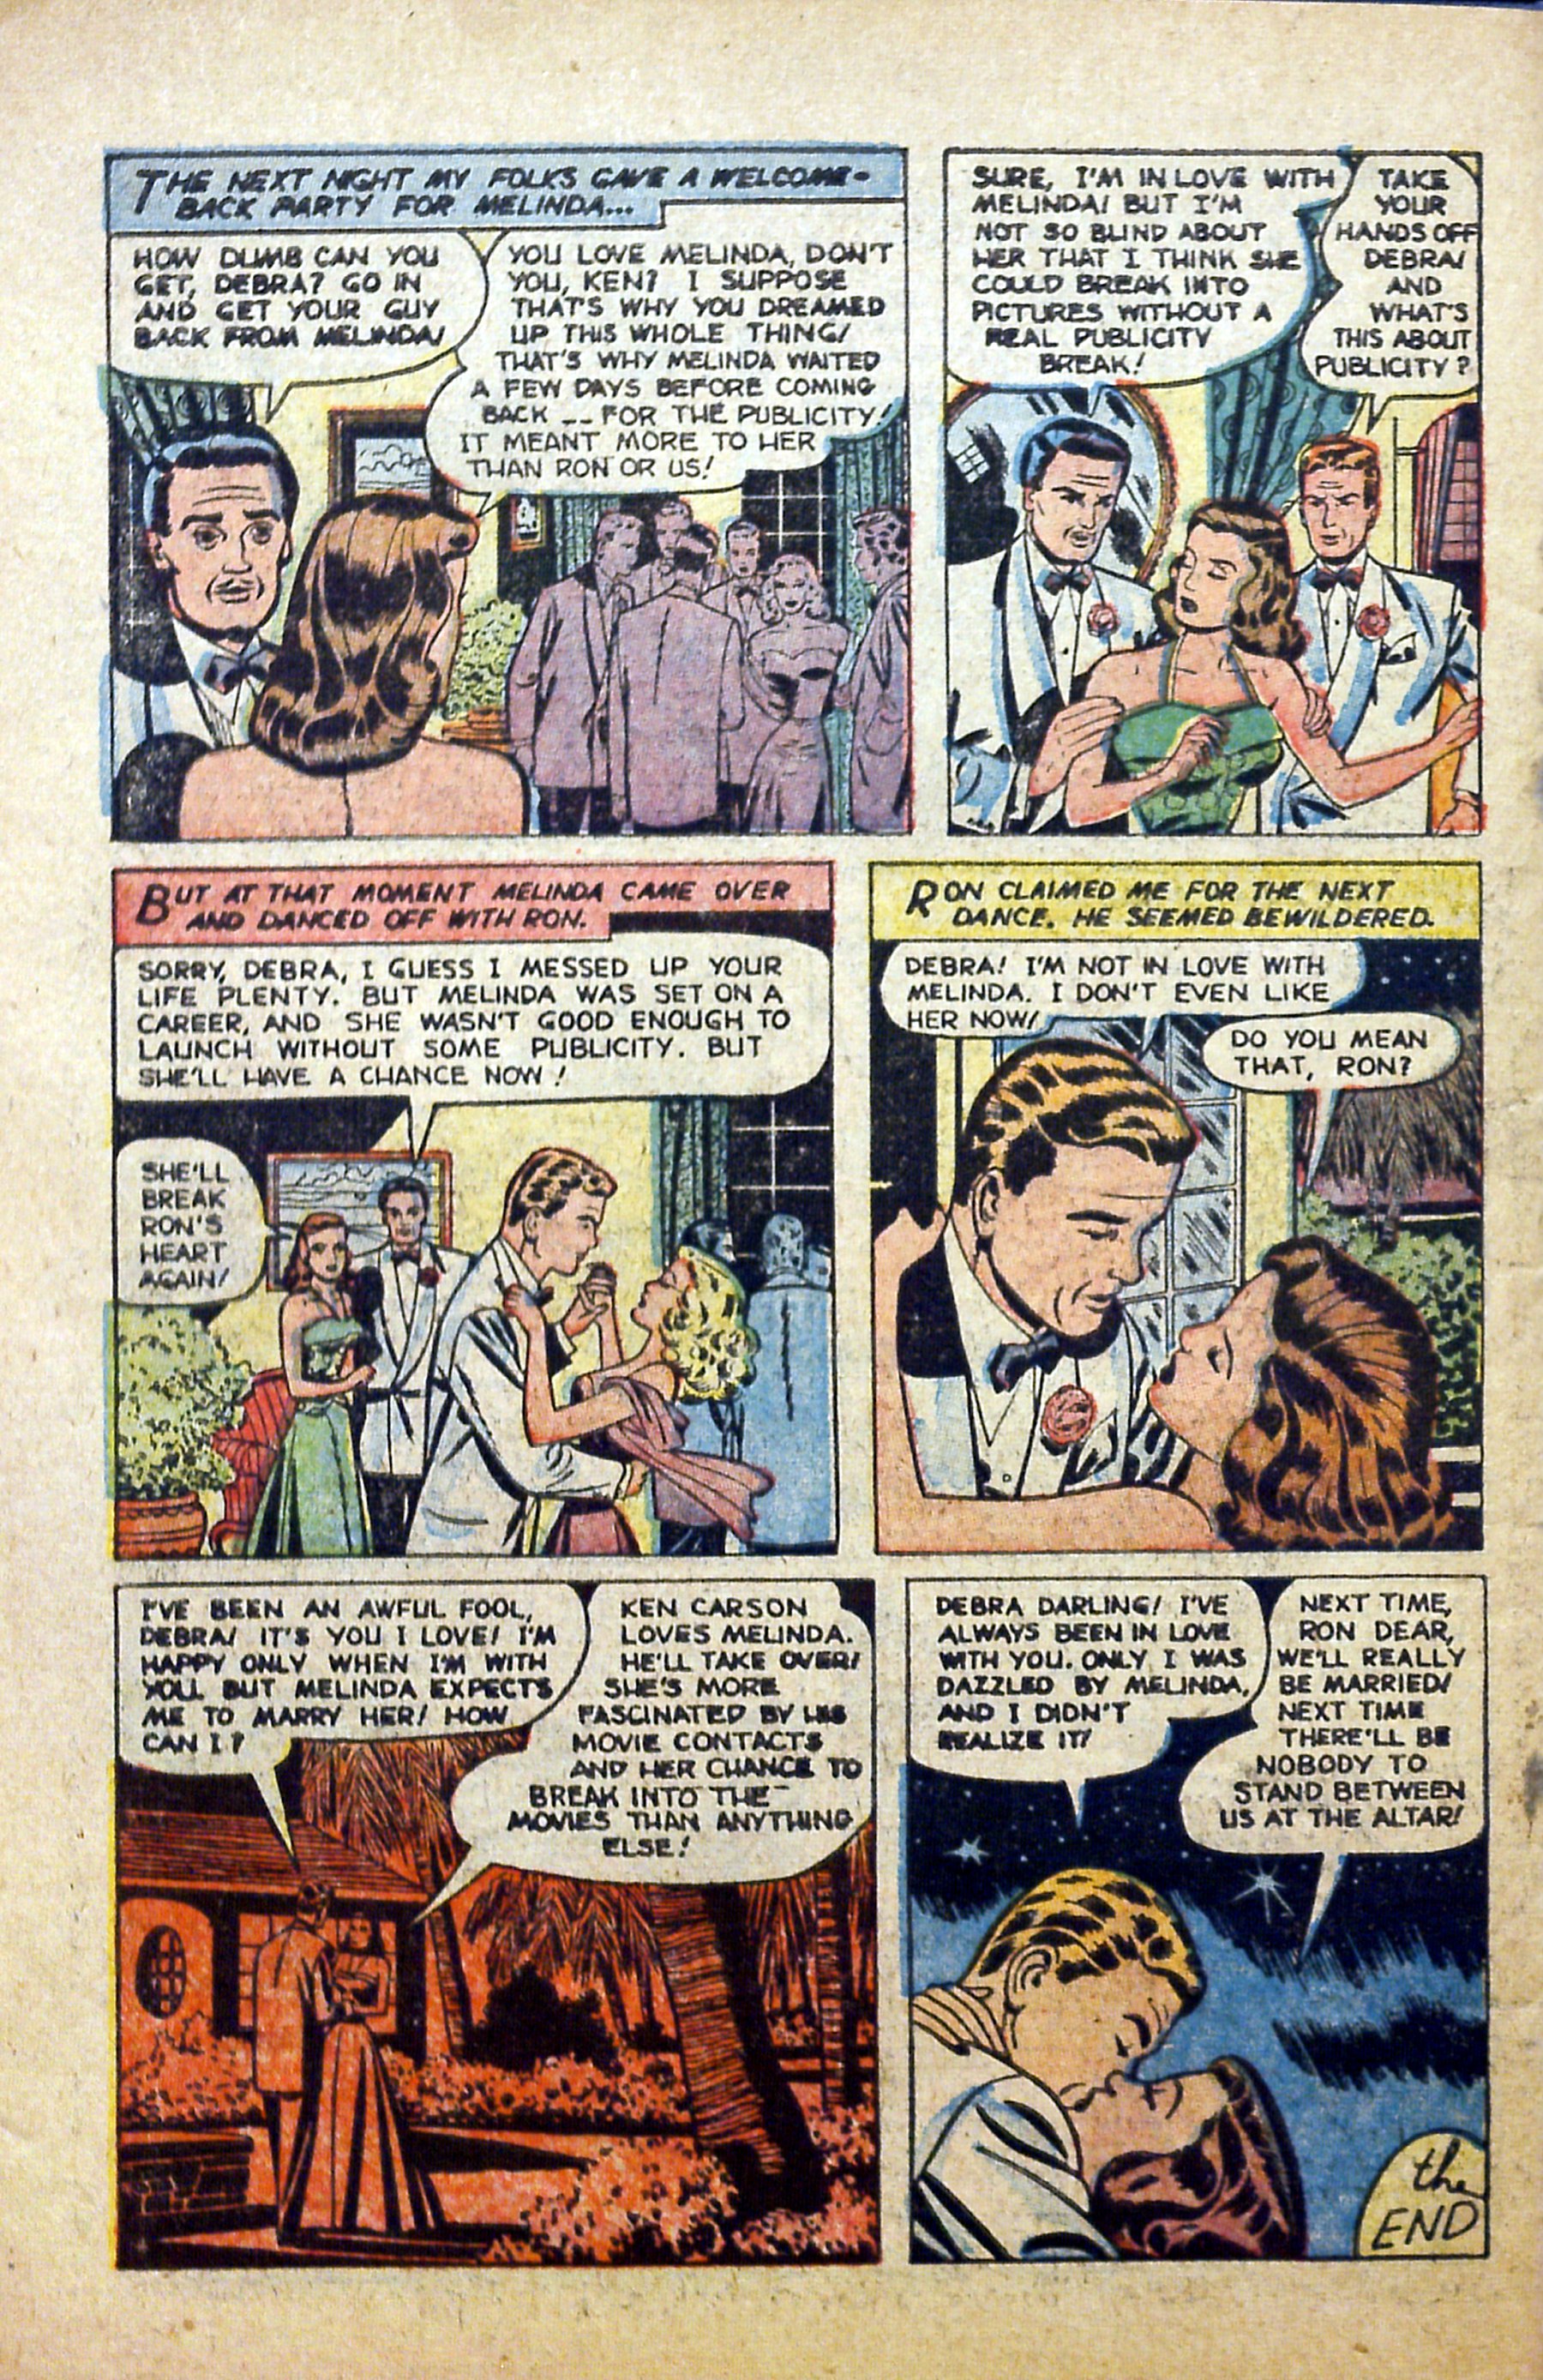 THE NEXT NIGHT MY FOLKS GAVE A WELCOME-
BACK PARTY FOR MELINDA...
HOW DUMB CAN YOU
GET, DEBRA? GO IN
AND GET YOUR GUY
BACK FROM MELINDA!
YOU LOVE MELINDA, DON'T
YOU, KEN? I SUPPOSE
THAT'S WHY YOU DREAMED
UP THIS WHOLE THING!
THAT'S WHY MELINDA WAITED
A FEW DAYS BEFORE COMING
BACK -- FOR THE PUBLICITY!
IT MEANT MORE TO HER
THAN RON OR US!
SURE, I'M IN LOVE WITH
MELINDA! BUT I'M
NOT SO BLIND ABOUT
HER THAT I THINK SHE
COULD BREAK INTO
PICTURES WITHOUT A
REAL PUBLICITY
BREAK!
TAKE
YOUR
HANDS OFF
DEBRA!
AND
WHAT'S
THIS ABOUT
PUBLICITY?
BUT AT THAT MOMENT MELINDA CAME OVER
AND DANCED OFF WITH RON.
SORRY, DEBRA, I GUESS I MESSED UP YOUR
LIFE PLENTY. BUT MELINDA WAS SET ON A
CAREER, AND SHE WASN'T GOOD ENOUGH TO
LAUNCH WITHOUT SOME PUBLICITY. BUT
SHE'LL HAVE A CHANCE NOW!
SHE'LL
BREAK
RON'S
HEART
AGAIN!
RON CLAIMED ME FOR THE NEXT
DANCE. HE SEEMED BEWILDERED.
DEBRA! I'M NOT IN LOVE WITH
MELINDA. I DON'T EVEN LIKE
HER NOW!
DO YOU MEAN
THAT, RON?
I'VE BEEN AN AWFUL FOOL,
DEBRA! IT'S YOU I LOVE! I'M
HAPPY ONLY WHEN I'M WITH
YOU. BUT MELINDA EXPECTS
ME TO MARRY HER! HOW
CAN I?
KEN CARSON
LOVES MELINDA.
HE'LL TAKE OVER!
SHE'S MORE
FASCINATED BY HIS
MOVIE CONTACTS
AND HER CHANCE TO
BREAK INTO THE
MOVIES THAN ANYTHING
ELSE!
DEBRA DARLING! I'VE
ALWAYS BEEN IN LOVE
WITH YOU. ONLY I WAS
DAZZLED BY MELINDA,
AND I DIDN'T
REALIZE IT!
NEXT TIME,
RON DEAR,
WE'LL REALLY
BE MARRIED!
NEXT TIME
THERE'LL BE
NOBODY TO
STAND BETWEEN
US AT THE ALTAR!
the
END